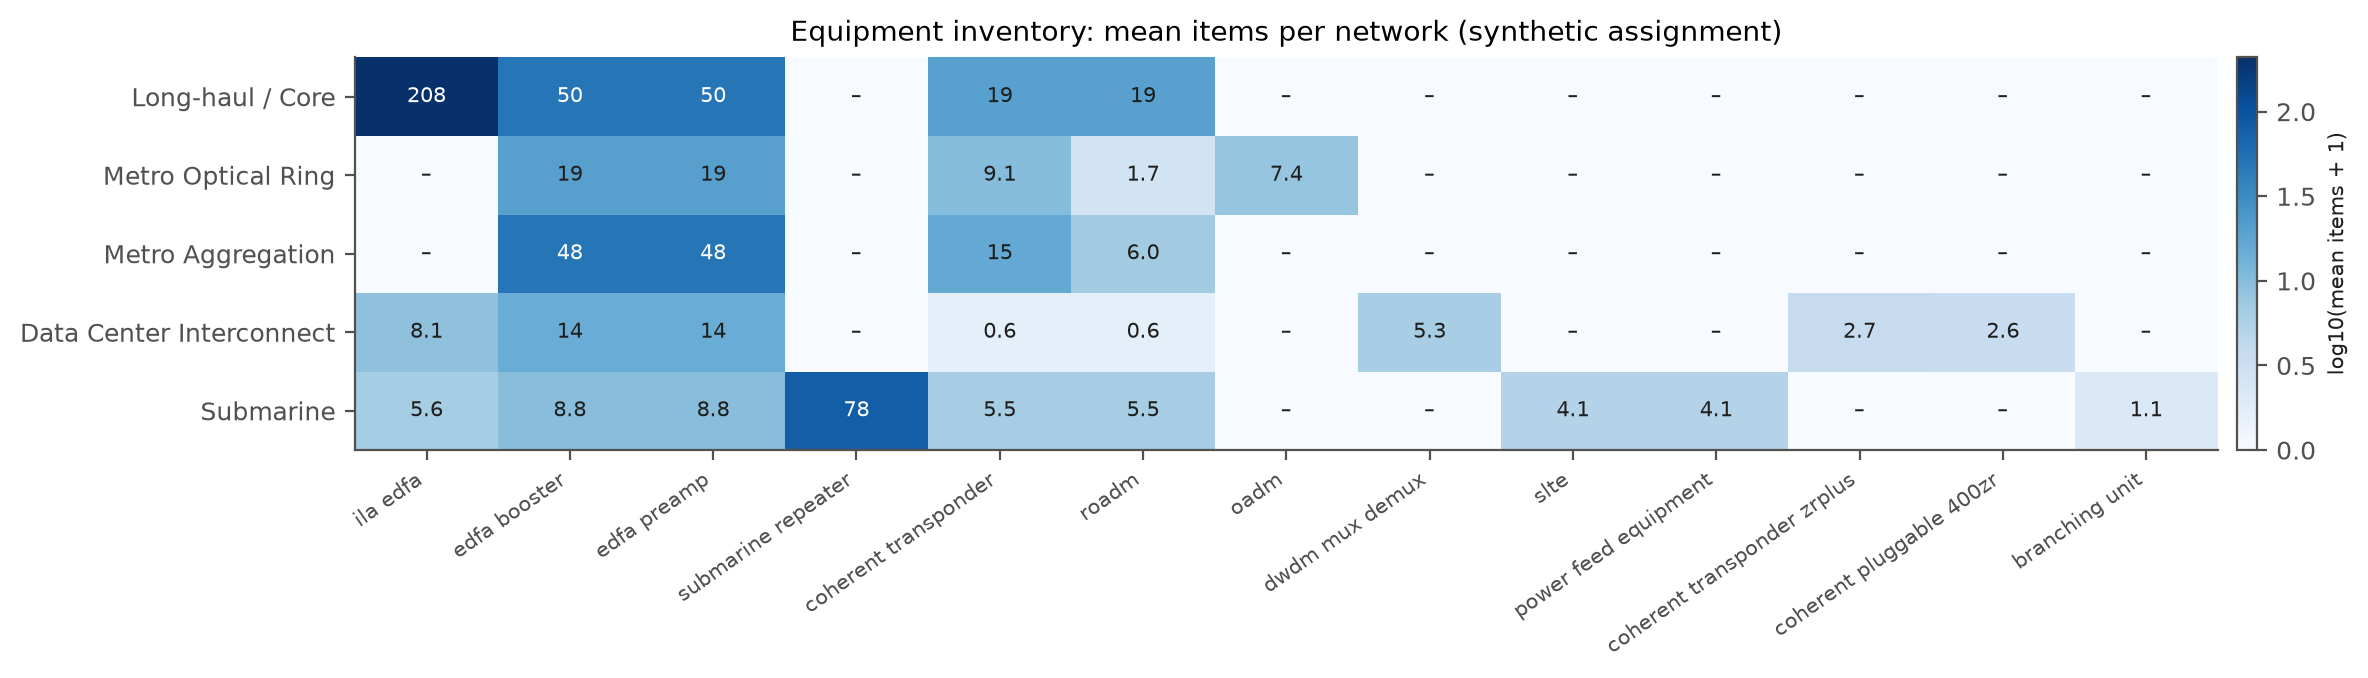 Equipment inventory: mean items per network (synthetic assignment)
Long-haul / Core 208 50 50 – 19 19 – – – – – – –
Metro Optical Ring – 19 19 – 9.1 1.7 7.4 – – – – – –
Metro Aggregation – 48 48 – 15 6.0 – – – – – – –
Data Center Interconnect 8.1 14 14 – 0.6 0.6 – 5.3 – – 2.7 2.6 –
Submarine 5.6 8.8 8.8 78 5.5 5.5 – – 4.1 4.1 – – 1.1
ila edfa
edfa booster
edfa preamp
submarine repeater
coherent transponder
roadm
oadm
dwdm mux demux
slte
power feed equipment
coherent transponder zrplus
coherent pluggable 400zr
branching unit
2.0
1.5
1.0
0.5
0.0
log10(mean items + 1)